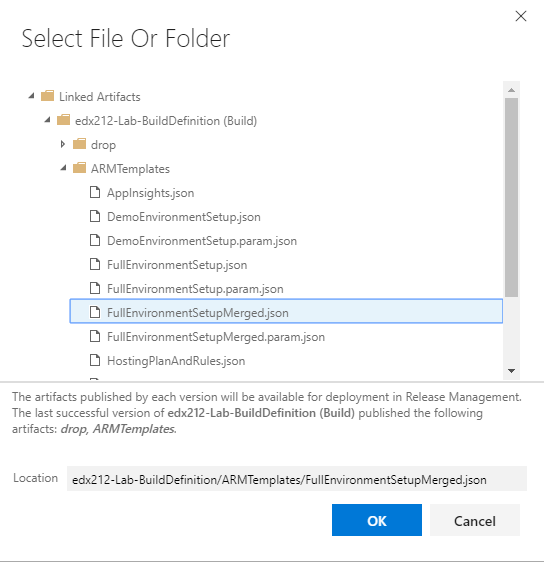 Select File Or Folder
Linked Artifacts
edx212-Lab-BuildDefinition (Build)
drop
ARMTemplates
AppInsights.json
DemoEnvironmentSetup.json
DemoEnvironmentSetup.param.json
FullEnvironmentSetup.json
FullEnvironmentSetup.param.json
FullEnvironmentSetupMerged.json
FullEnvironmentSetupMerged.param.json
HostingPlanAndRules.json
The artifacts published by each version will be available for deployment in Release Management.
The last successful version of edx212-Lab-BuildDefinition (Build) published the following
artifacts: drop, ARMTemplates.
Location edx212-Lab-BuildDefinition/ARMTemplates/FullEnvironmentSetupMerged.json
OK Cancel